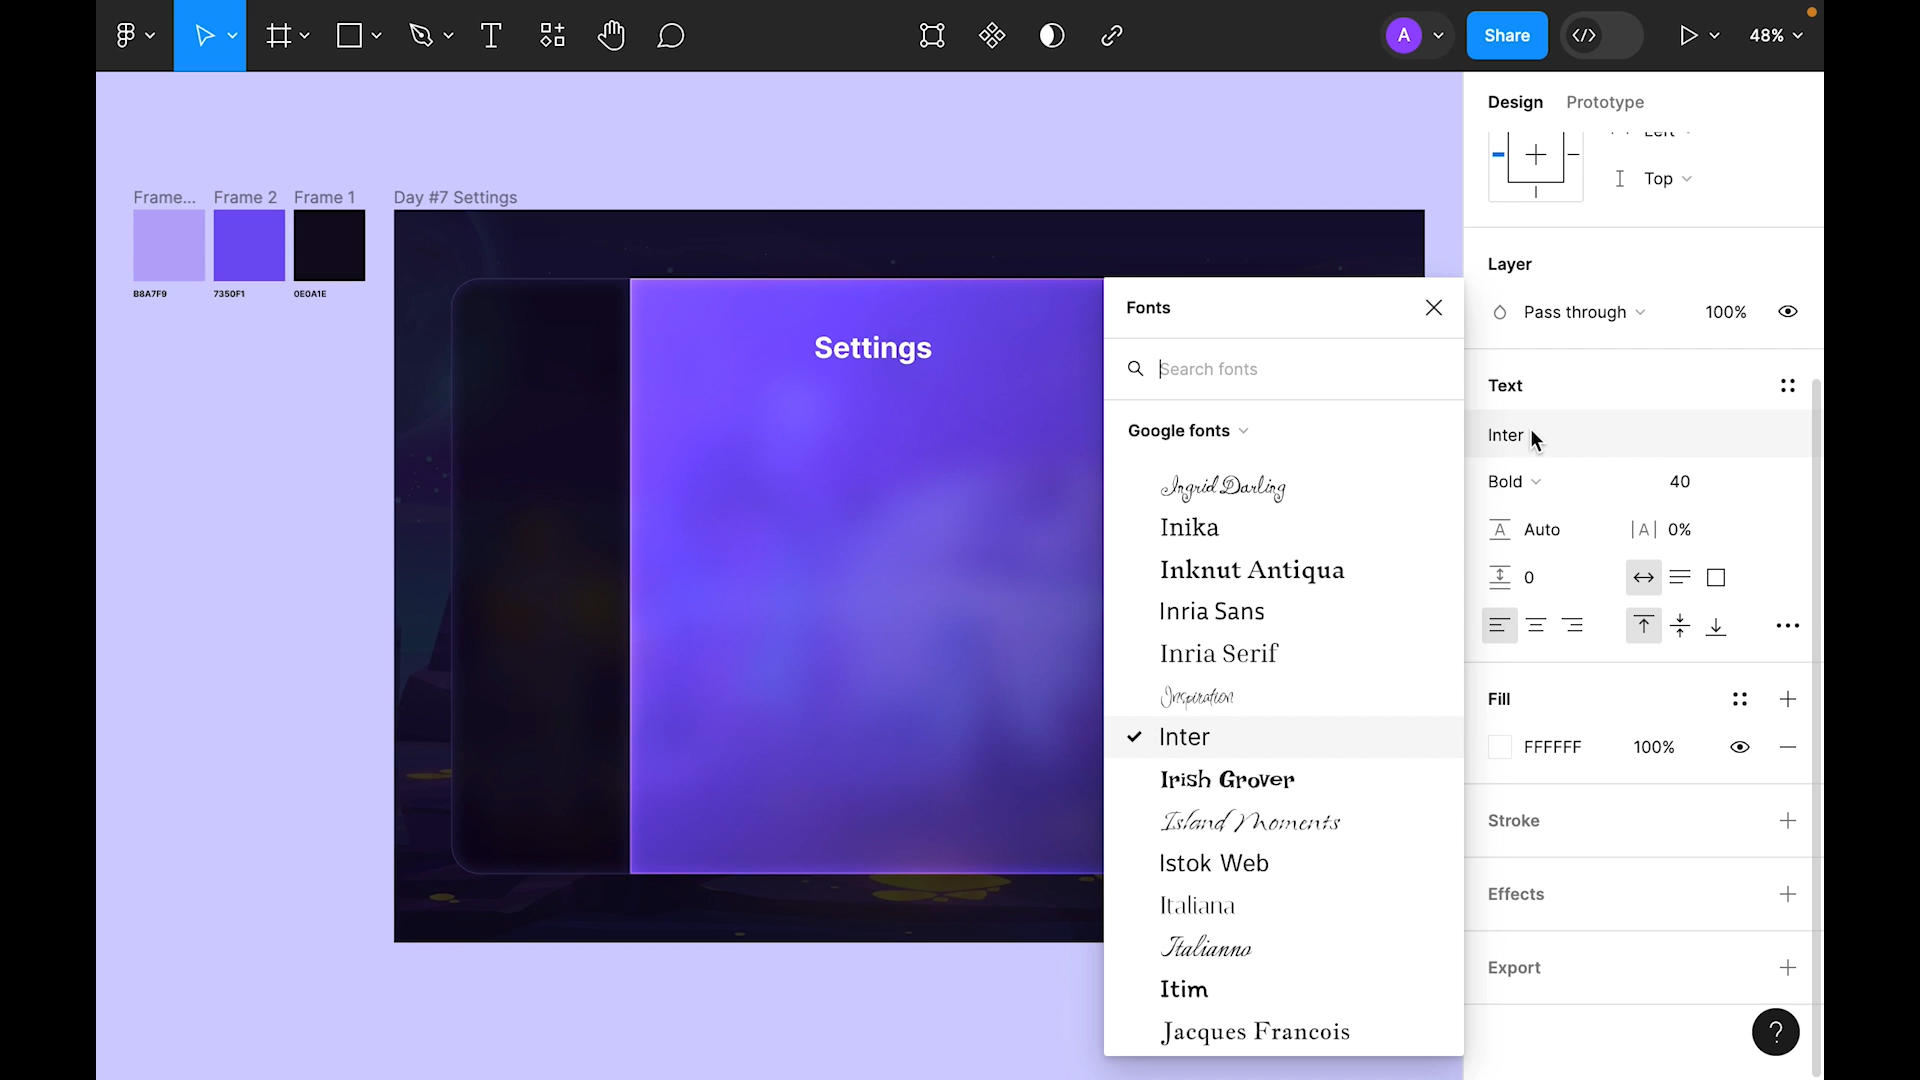 A
Share
48%
Design
Prototype
Left
Top
Frame...
Frame 2
Frame 1
Day #7 Settings
B8A7F9
7350F1
0E0A1E
Settings
Fonts
Search fonts
Google fonts
Ingrid Darling
Inika
Inknut Antiqua
Inria Sans
Inria Serif
Inspiration
Inter
Irish Grover
Island Moments
Istok Web
Italiana
Italianno
Itim
Jacques Francois
Layer
Pass through
100%
Text
Inter
Bold
40
A
Auto
|A|
0%
0
Fill
FFFFFF
100%
Stroke
Effects
Export
?